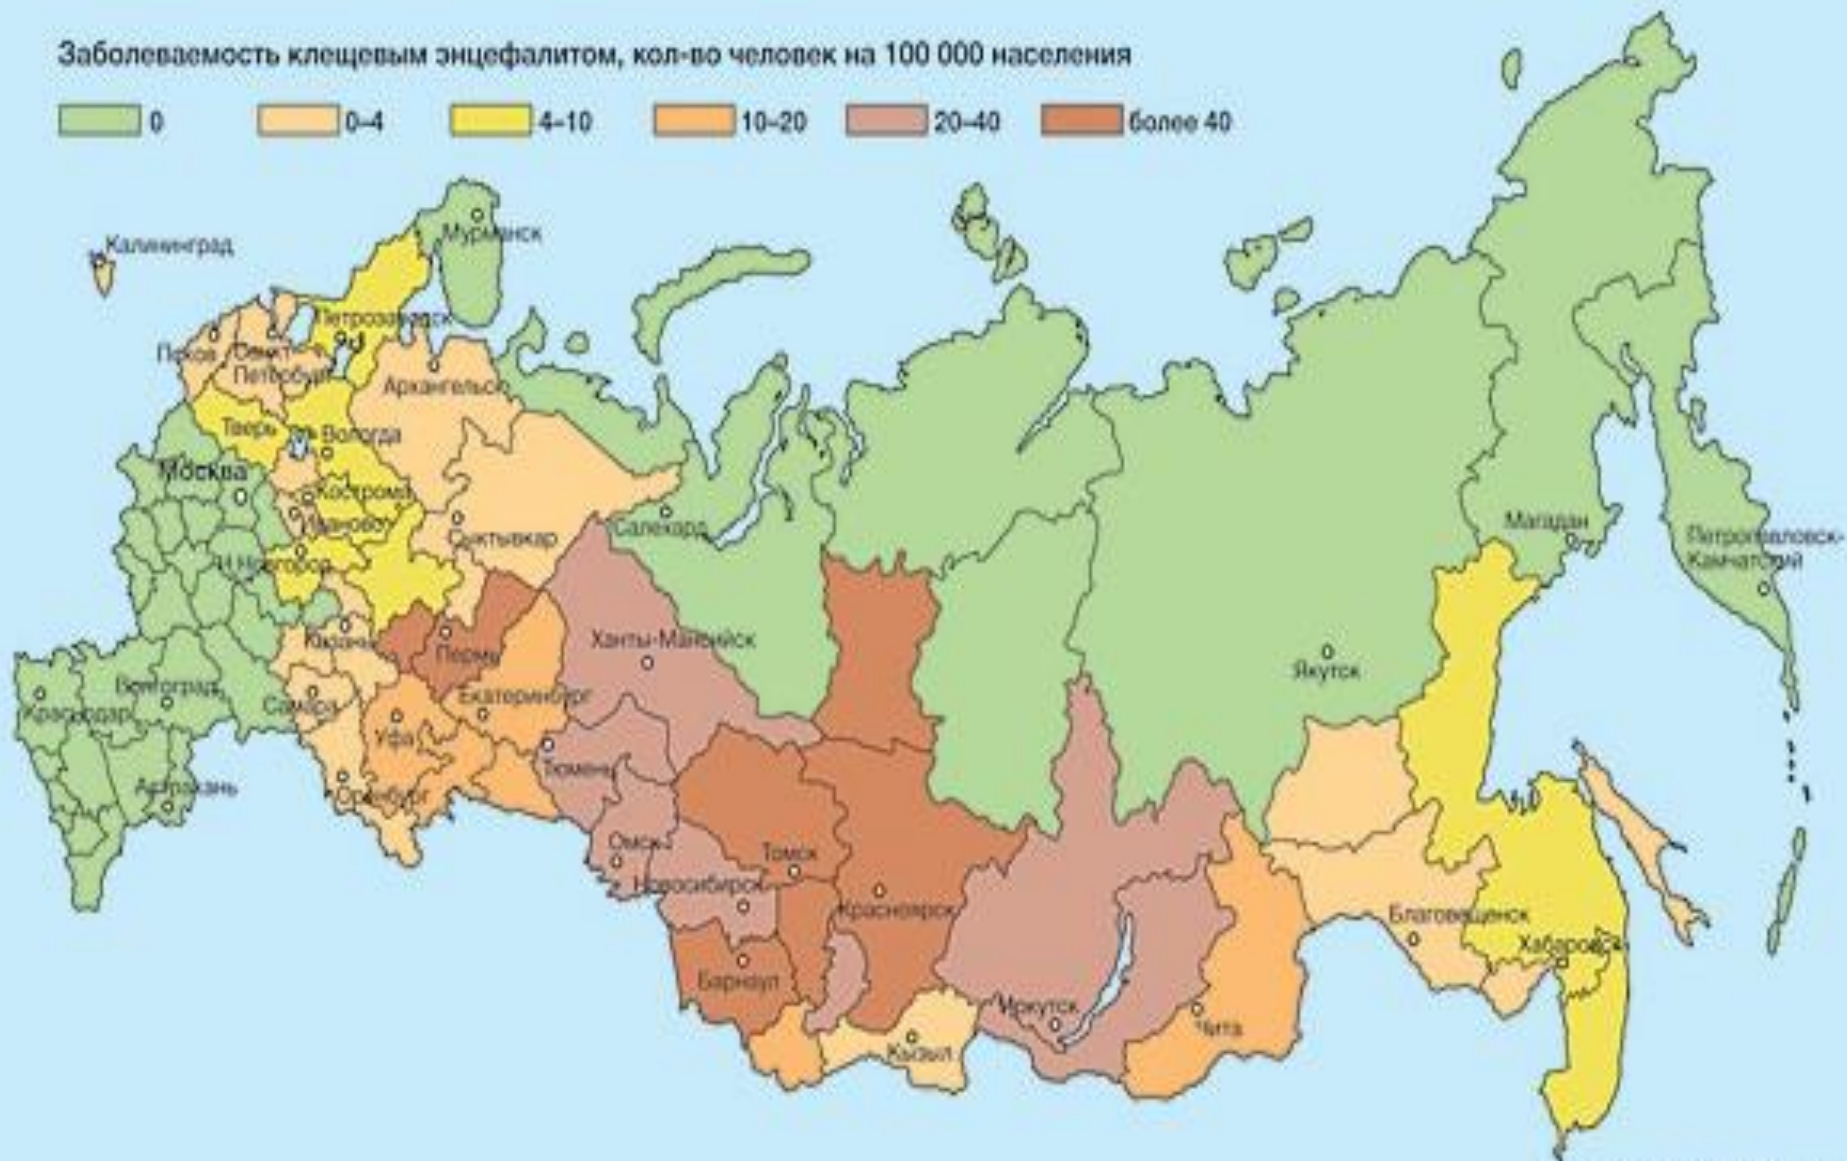 Заболеваемость клещевым энцефалитом, кол-во человек на 100 000 населения
0
0–4
4–10
10–20
20–40
более 40
Мурманск
Калининград
Петрозаводск
Псков
Санкт-
Петербург
Архангельск
Тверь
Вологда
Москва
Кострома
Иваново
Сыктывкар
Салехард
Н.Новгород
Магадан
Петропавловск-
Камчатский
Казань
Пермь
Ханты-Мансийск
Якутск
Волгоград
Краснодар
Самара
Екатеринбург
Уфа
Тюмень
Астрахань
Оренбург
Омск
Томск
Новосибирск
Красноярск
Благовещенск
Хабаровск
Барнаул
Иркутск
Чита
Кызыл